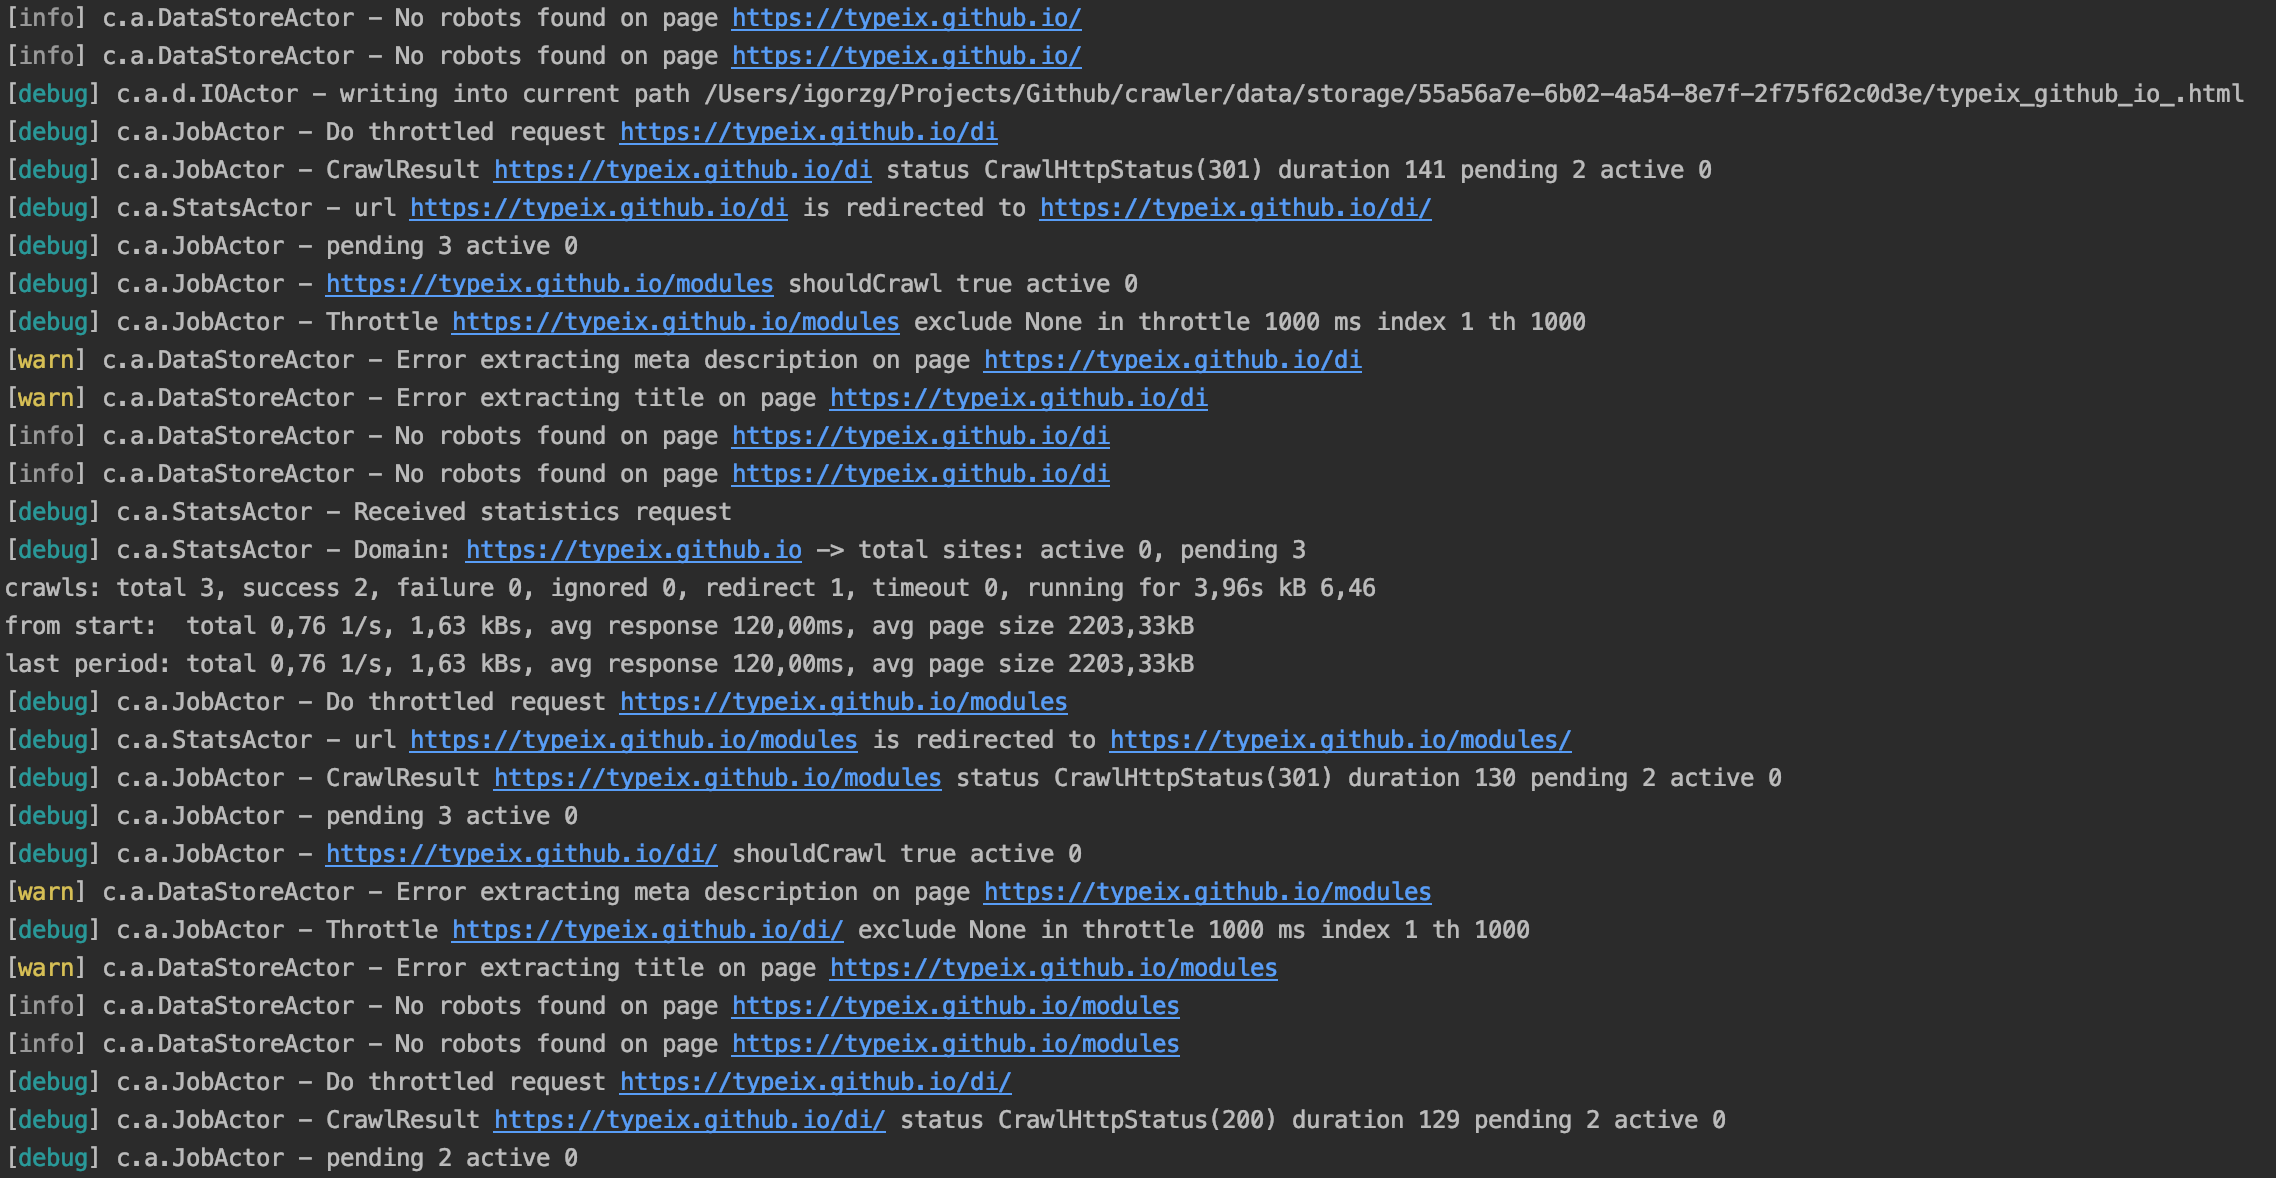 [info] c.a.DataStoreActor – No robots found on page https://typeix.github.io/
[info] c.a.DataStoreActor – No robots found on page https://typeix.github.io/
[debug] c.a.d.IOActor – writing into current path /Users/igorzg/Projects/Github/crawler/data/storage/55a56a7e-6b02-4a54-8e7f-2f75f62c0d3e/typeix_github_io_.html
[debug] c.a.JobActor – Do throttled request https://typeix.github.io/di
[debug] c.a.JobActor – CrawlResult https://typeix.github.io/di status CrawlHttpStatus(301) duration 141 pending 2 active 0
[debug] c.a.StatsActor – url https://typeix.github.io/di is redirected to https://typeix.github.io/di/
[debug] c.a.JobActor – pending 3 active 0
[debug] c.a.JobActor – https://typeix.github.io/modules shouldCrawl true active 0
[debug] c.a.JobActor – Throttle https://typeix.github.io/modules exclude None in throttle 1000 ms index 1 th 1000
[warn] c.a.DataStoreActor – Error extracting meta description on page https://typeix.github.io/di
[warn] c.a.DataStoreActor – Error extracting title on page https://typeix.github.io/di
[info] c.a.DataStoreActor – No robots found on page https://typeix.github.io/di
[info] c.a.DataStoreActor – No robots found on page https://typeix.github.io/di
[debug] c.a.StatsActor – Received statistics request
[debug] c.a.StatsActor – Domain: https://typeix.github.io –> total sites: active 0, pending 3
crawls: total 3, success 2, failure 0, ignored 0, redirect 1, timeout 0, running for 3,96s kB 6,46
from start:  total 0,76 1/s, 1,63 kBs, avg response 120,00ms, avg page size 2203,33kB
last period: total 0,76 1/s, 1,63 kBs, avg response 120,00ms, avg page size 2203,33kB
[debug] c.a.JobActor – Do throttled request https://typeix.github.io/modules
[debug] c.a.StatsActor – url https://typeix.github.io/modules is redirected to https://typeix.github.io/modules/
[debug] c.a.JobActor – CrawlResult https://typeix.github.io/modules status CrawlHttpStatus(301) duration 130 pending 2 active 0
[debug] c.a.JobActor – pending 3 active 0
[debug] c.a.JobActor – https://typeix.github.io/di/ shouldCrawl true active 0
[warn] c.a.DataStoreActor – Error extracting meta description on page https://typeix.github.io/modules
[debug] c.a.JobActor – Throttle https://typeix.github.io/di/ exclude None in throttle 1000 ms index 1 th 1000
[warn] c.a.DataStoreActor – Error extracting title on page https://typeix.github.io/modules
[info] c.a.DataStoreActor – No robots found on page https://typeix.github.io/modules
[info] c.a.DataStoreActor – No robots found on page https://typeix.github.io/modules
[debug] c.a.JobActor – Do throttled request https://typeix.github.io/di/
[debug] c.a.JobActor – CrawlResult https://typeix.github.io/di/ status CrawlHttpStatus(200) duration 129 pending 2 active 0
[debug] c.a.JobActor – pending 2 active 0